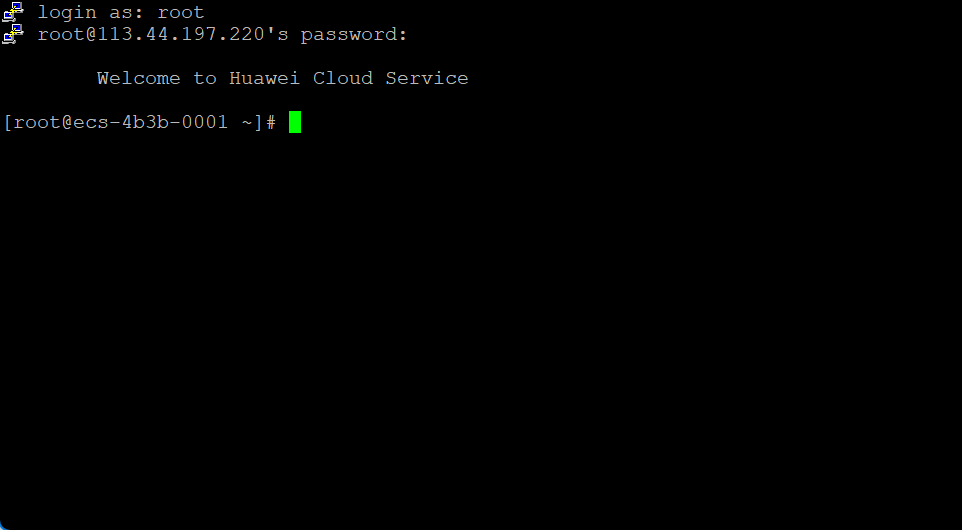 login as: root
root@113.44.197.220's password:
Welcome to Huawei Cloud Service
[root@ecs-4b3b-0001 ~]#